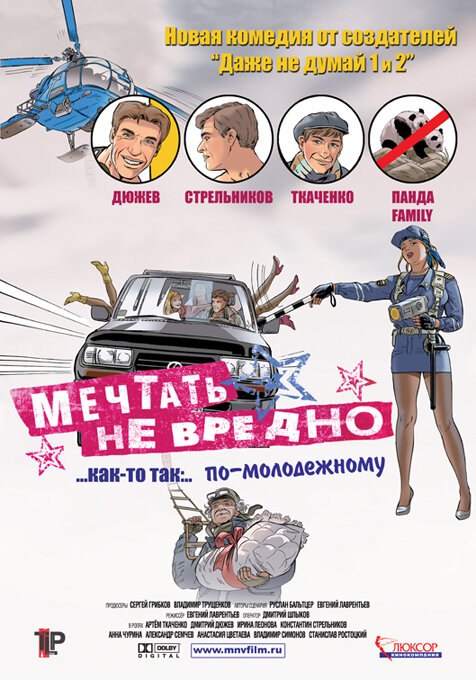 Новая комедия от создателей
"Даже не думай 1 и 2"
ДЮЖЕВ
СТРЕЛЬНИКОВ
ТКАЧЕНКО
ПАНДА
FAMILY
МЕЧТАТЬ
НЕ ВРЕДНО
...как-то так... по-молодежному
ПРОДЮСЕРЫ СЕРГЕЙ ГРИБКОВ ВЛАДИМИР ТРУЩЕНКОВ АВТОРЫ СЦЕНАРИЯ РУСЛАН БАЛЬТЦЕР ЕВГЕНИЙ ЛАВРЕНТЬЕВ
РЕЖИССЕР ЕВГЕНИЙ ЛАВРЕНТЬЕВ ОПЕРАТОР ДМИТРИЙ ШЛЫКОВ
В РОЛЯХ АРТЁМ ТКАЧЕНКО ДМИТРИЙ ДЮЖЕВ ИРИНА ЛЕОНОВА КОНСТАНТИН СТРЕЛЬНИКОВ
АННА ЧУРИНА АЛЕКСАНДР СЕМЧЕВ АНАСТАСИЯ ЦВЕТАЕВА ВЛАДИМИР СИМОНОВ СТАНИСЛАВ РОСТОЦКИЙ
DOLBY
DIGITAL
www.mnvfilm.ru
ЛЮКСОР
КИНОКОМПАНИЯ